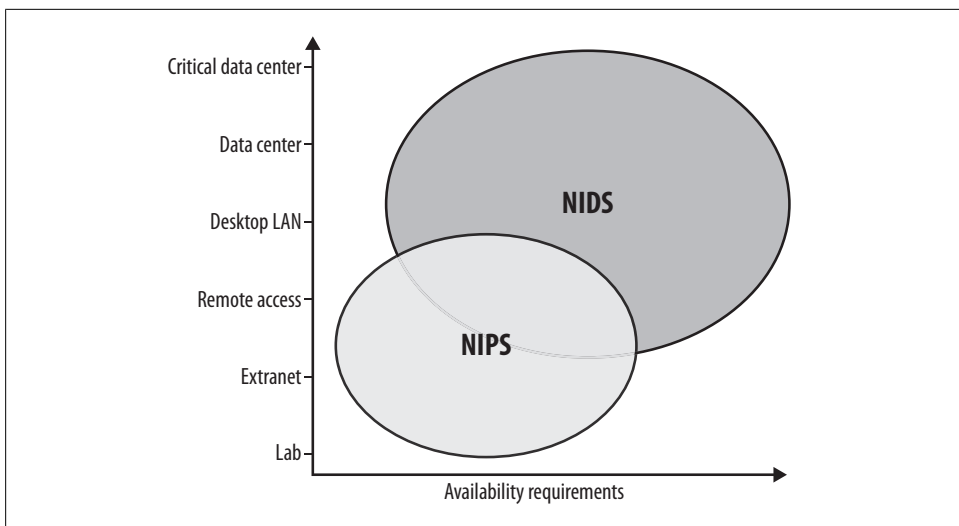 Critical data center
Data center
NIDS
Desktop LAN
Remote access
NIPS
Extranet
Lab
Availability requirements